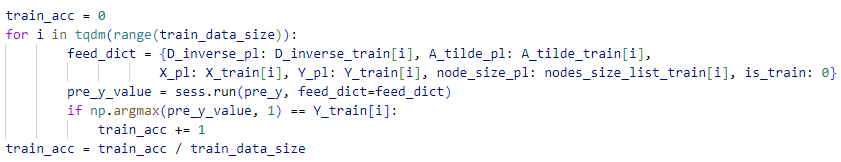 train_acc = 0
for i in tqdm(range(train_data_size)):
        feed_dict = {D_inverse_pl: D_inverse_train[i], A_tilde_pl: A_tilde_train[i],
                    X_pl: X_train[i], Y_pl: Y_train[i], node_size_pl: nodes_size_list_train[i], is_train: 0}
        pre_y_value = sess.run(pre_y, feed_dict=feed_dict)
        if np.argmax(pre_y_value, 1) == Y_train[i]:
            train_acc += 1
train_acc = train_acc / train_data_size